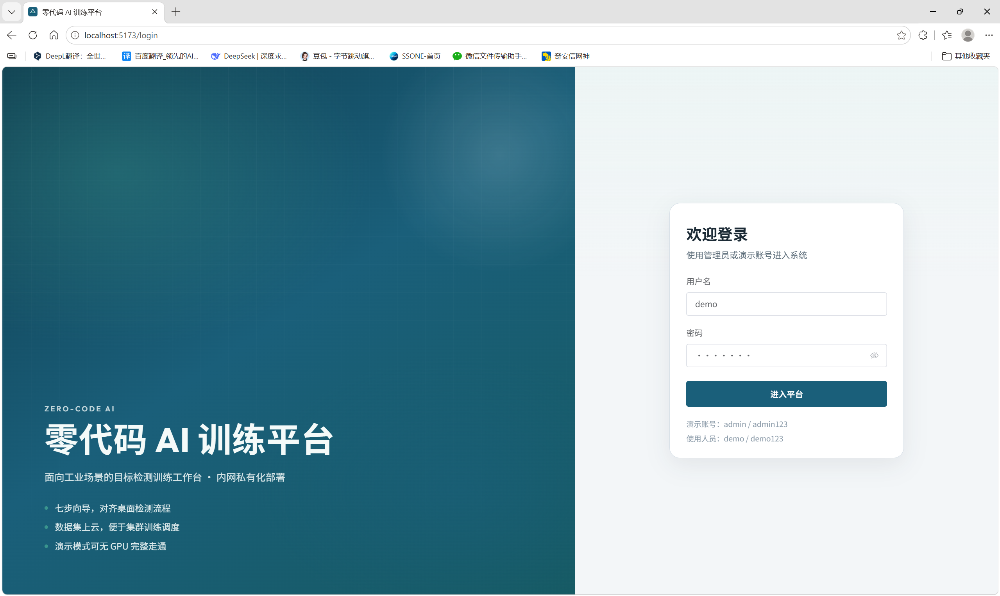 零代码 AI 训练平台
localhost:5173/login
DeepL翻译：全世...
百度翻译_领先的AI...
DeepSeek | 深度求...
豆包 - 字节跳动旗...
SSONE-首页
微信文件传输助手...
奇安信网神
其他收藏夹
ZERO-CODE AI
零代码 AI 训练平台
面向工业场景的目标检测训练工作台 · 内网私有化部署
七步向导，对齐桌面检测流程
数据集上云，便于集群训练调度
演示模式可无 GPU 完整走通
欢迎登录
使用管理员或演示账号进入系统
用户名
demo
密码
进入平台
演示账号：admin / admin123
使用人员：demo / demo123